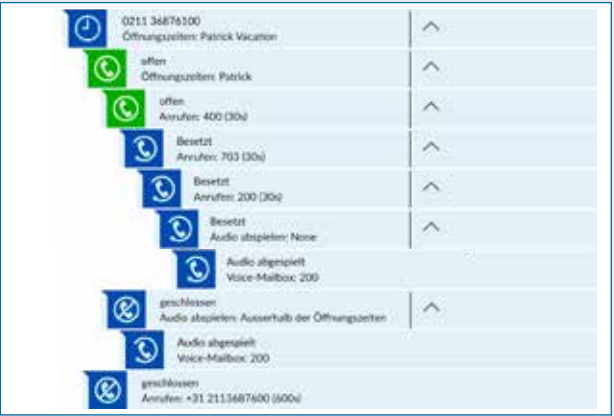 0211 36876100
Öffnungszeiten: Patrick Vacation
offen
Öffnungszeiten: Patrick
offen
Anrufen: 400 (30s)
Besetzt
Anrufen: 703 (30s)
Besetzt
Anrufen: 200 (30s)
Besetzt
Audio abspielen: None
Audio abgespielt
Voice-Mailbox: 200
geschlossen
Audio abspielen: Ausserhalb der Öffnungszeiten
Audio abgespielt
Voice-Mailbox: 200
geschlossen
Anrufen: +31 2113687600 (600s)